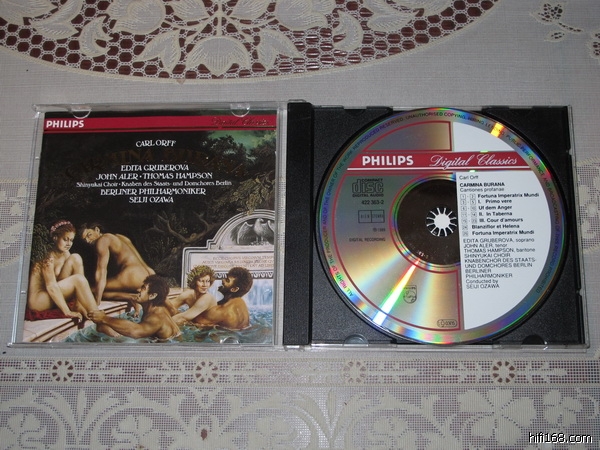 PHILIPS
CARL ORFF
EDITA GRUBEROVA
JOHN ALER · THOMAS HAMPSON
Shinyukai Choir · Knaben des Staats- und Domchores Berlin
BERLINER PHILHARMONIKER
SEIJI OZAWA
PHILIPS Digital Classics
COMPACT
disc
DIGITAL AUDIO
DIGITAL RECORDING
Carl Orff
CARMINA BURANA
Cantiones profanae
Fortuna Imperatrix Mundi
I. Primo vere
Uf dem Anger
II. In Taberna
III. Cour d'amours
Blanziflor et Helena
Fortuna Imperatrix Mundi
EDITA GRUBEROVA, soprano
JOHN ALER, tenor
THOMAS HAMPSON, baritone
SHINYUKAI CHOIR
KNABENCHOR DES STAATS-
UND DOMCHORES BERLIN
BERLINER
PHILHARMONIKER
Conducted by
SEIJI OZAWA
hifi168.com